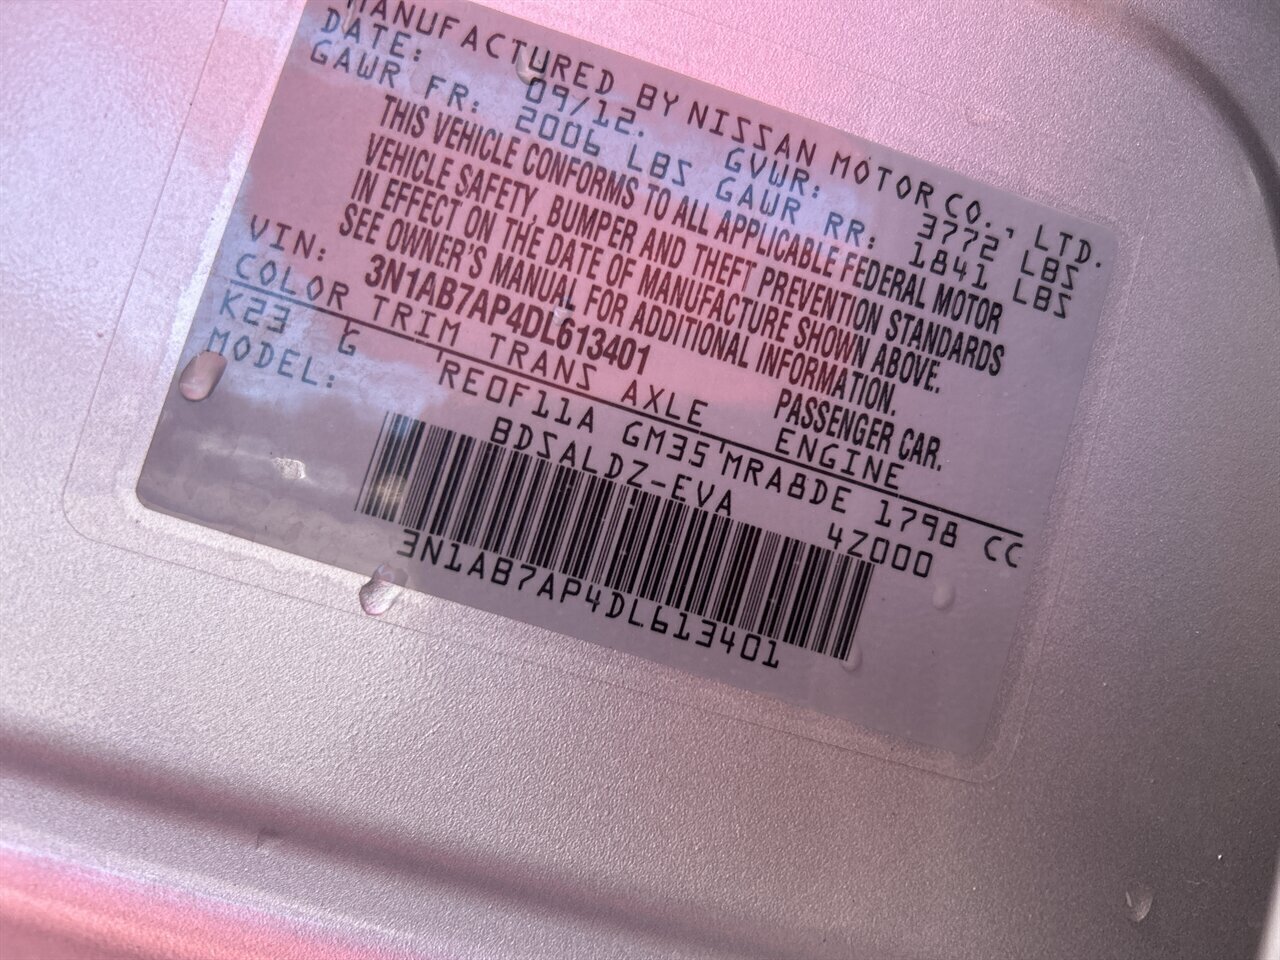 MANUFACTURED BY NISSAN MOTOR CO., LTD.
DATE: 09/12. GVWR: 3772 LBS
GAWR FR: 2006 LBS GAWR RR: 1841 LBS
THIS VEHICLE CONFORMS TO ALL APPLICABLE FEDERAL MOTOR
VEHICLE SAFETY, BUMPER AND THEFT PREVENTION STANDARDS
IN EFFECT ON THE DATE OF MANUFACTURE SHOWN ABOVE.
SEE OWNER'S MANUAL FOR ADDITIONAL INFORMATION.
VIN: 3N1AB7AP4DL613401 PASSENGER CAR.
COLOR TRIM TRANS AXLE ENGINE
K23 G RE0F11A GM35 MRA8DE 1798 CC
MODEL: BDSALDZ-EVA 4Z000
3N1AB7AP4DL613401